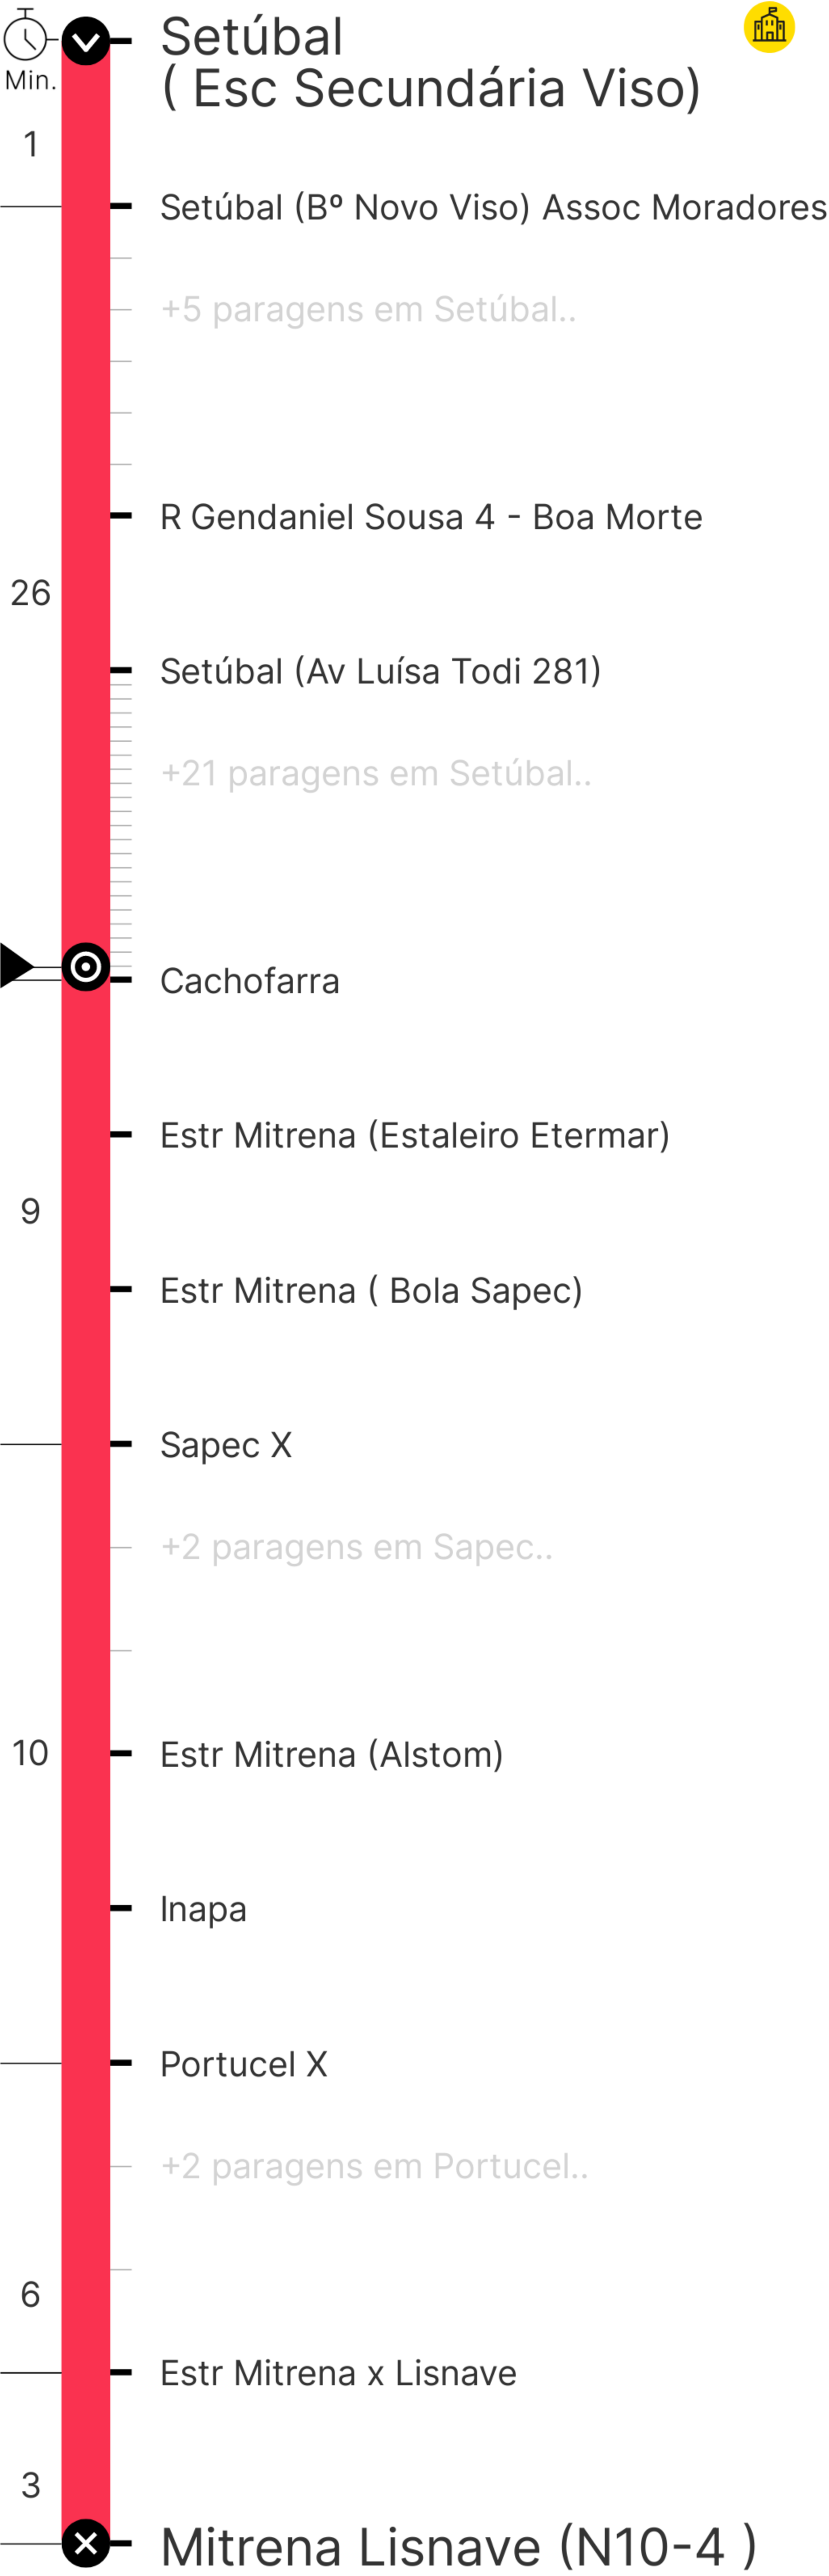 Setúbal
( Esc Secundária Viso)
Min.
1
Setúbal (Bº Novo Viso) Assoc Moradores
+5 paragens em Setúbal..
R Gendaniel Sousa 4 - Boa Morte
26
Setúbal (Av Luísa Todi 281)
+21 paragens em Setúbal..
Cachofarra
Estr Mitrena (Estaleiro Etermar)
9
Estr Mitrena ( Bola Sapec)
Sapec X
+2 paragens em Sapec..
10
Estr Mitrena (Alstom)
Inapa
Portucel X
+2 paragens em Portucel..
6
Estr Mitrena x Lisnave
3
Mitrena Lisnave (N10-4 )